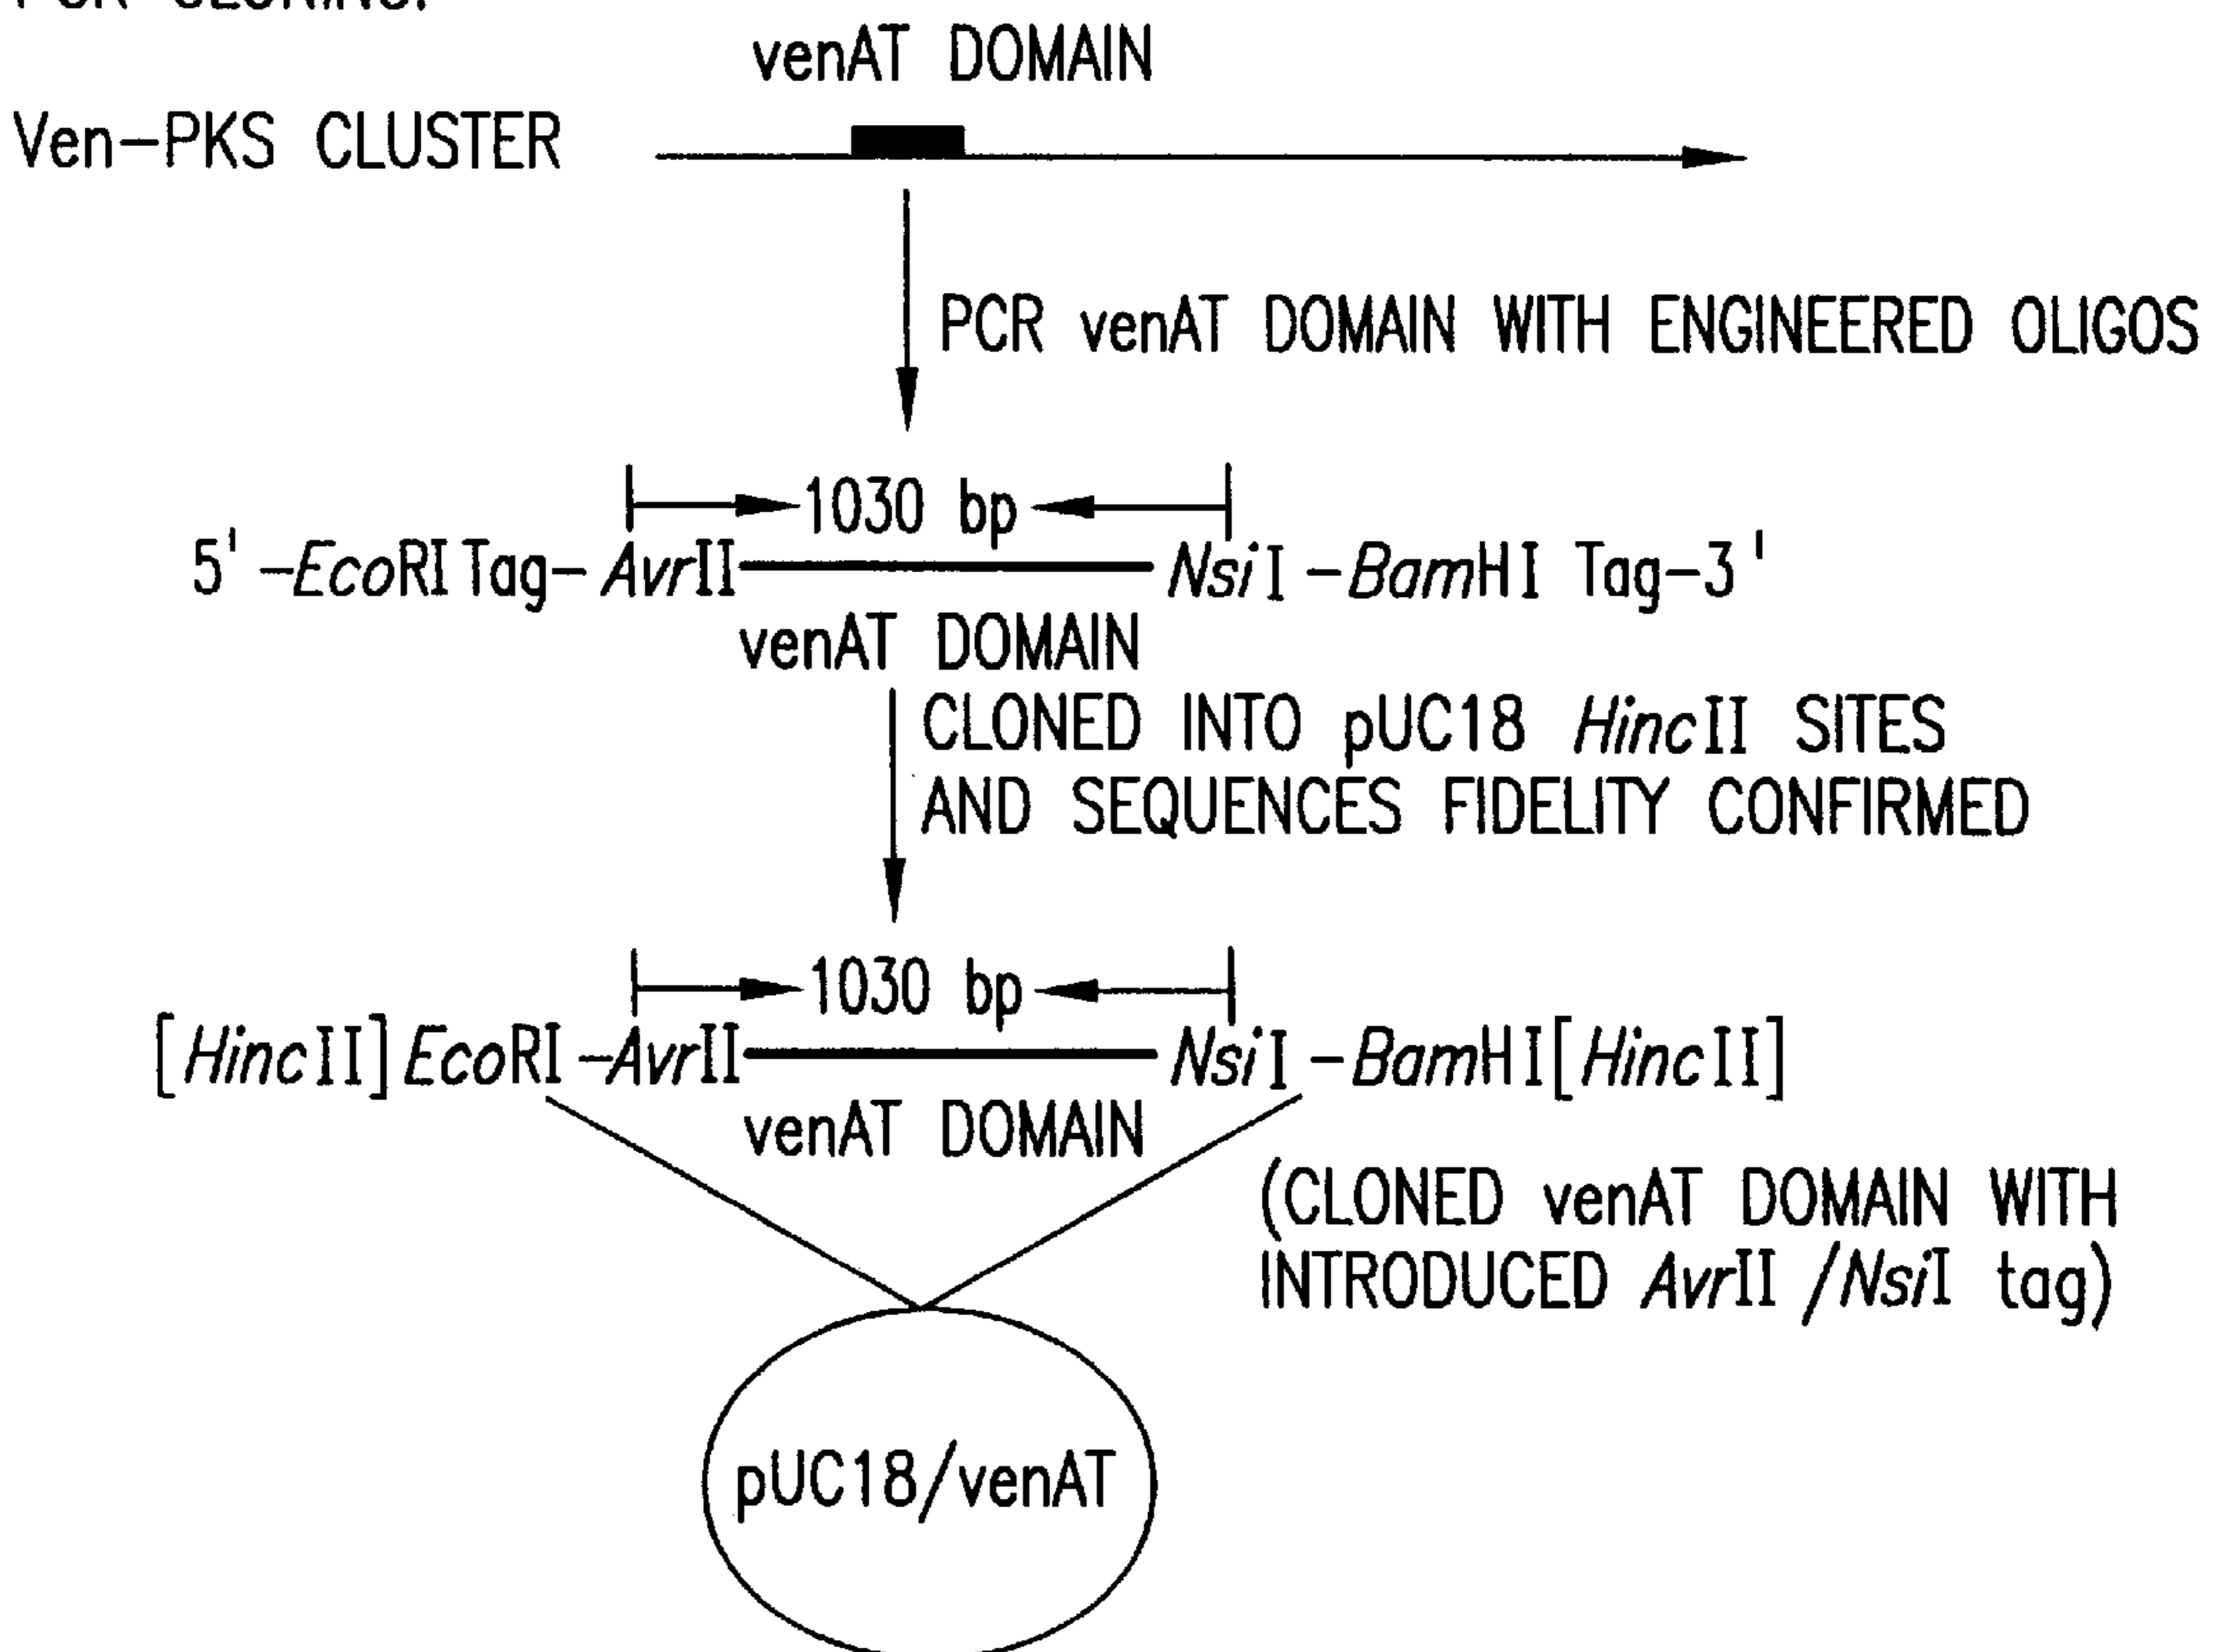 venAT DOMAIN
Ven-PKS CLUSTER
PCR venAT DOMAIN WITH ENGINEERED OLIGOS
1030 bp
5' -EcoRI Tag- AvrII NsiI -BamHI Tag-3'
venAT DOMAIN
CLONED INTO pUC18 HincII SITES
AND SEQUENCES FIDELITY CONFIRMED
1030 bp
[HincII] EcoRI -AvrII NsiI -BamHI[HincII]
venAT DOMAIN
(CLONED venAT DOMAIN WITH
INTRODUCED AvrII /NsiI tag)
pUC18/venAT